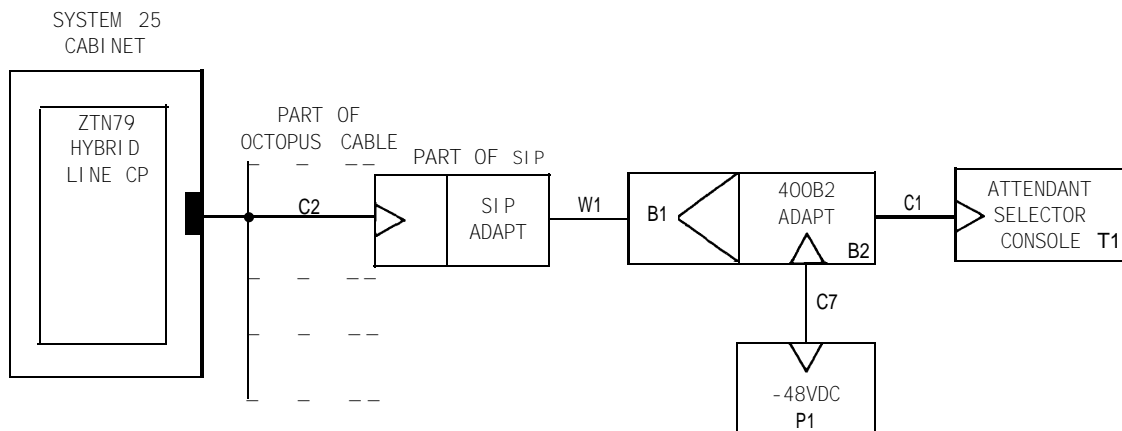 SYSTEM 25
CABINET
ZTN79
HYBRID
LINE CP
PART OF
OCTOPUS CABLE
C2
PART OF SIP
SIP
ADAPT
W1
B1
400B2
ADAPT
B2
C1
ATTENDANT
SELECTOR
CONSOLE T1
C7
-48VDC
P1